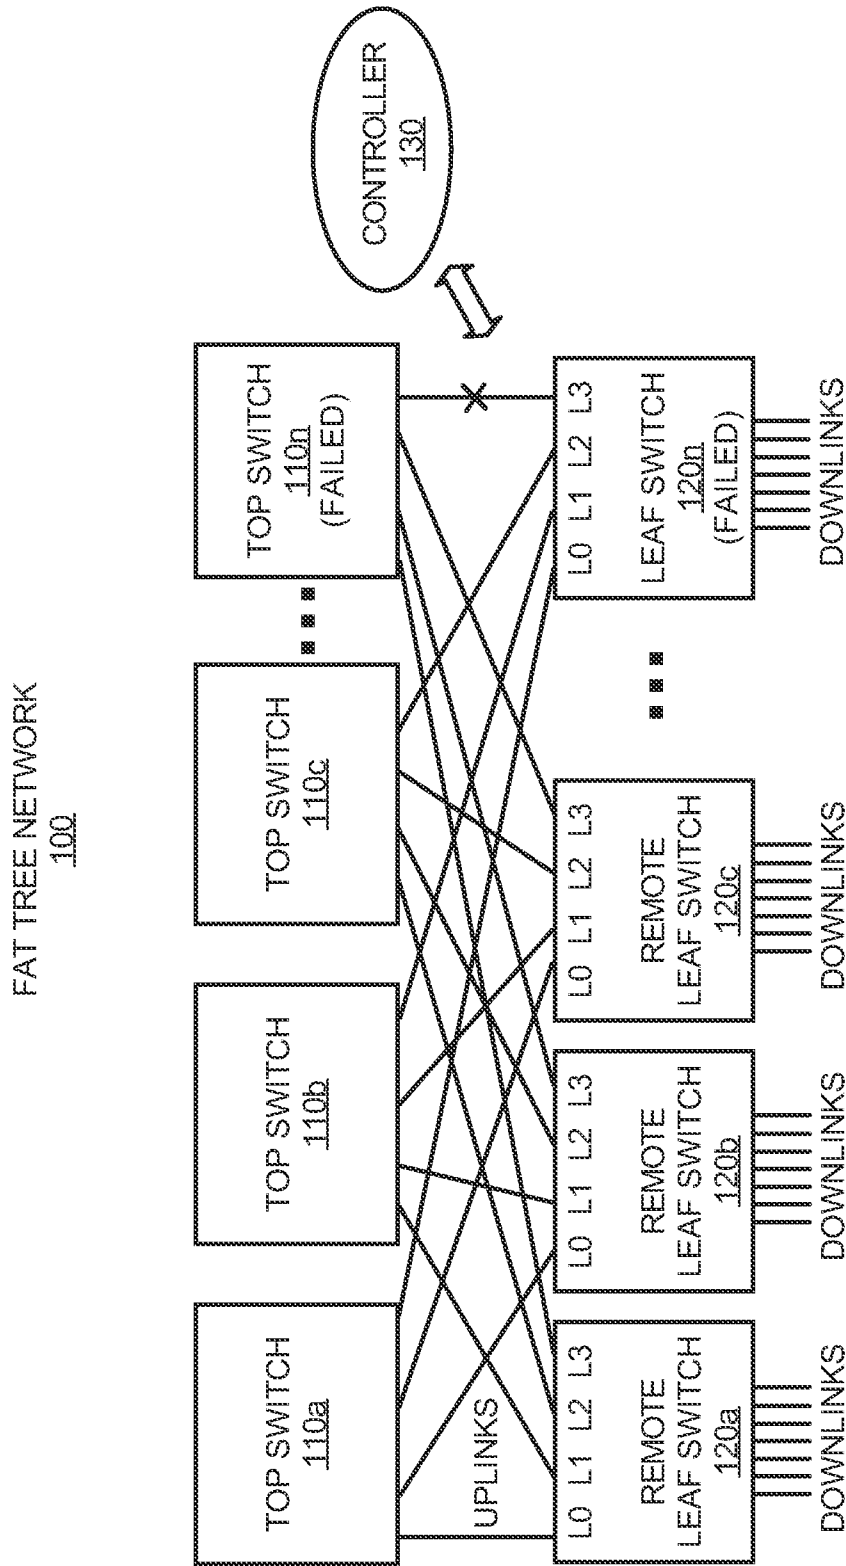 FAT TREE NETWORK
100
TOP SWITCH
110a
TOP SWITCH
110b
TOP SWITCH
110c
TOP SWITCH
110n
(FAILED)
CONTROLLER
130
UPLINKS
L0 L1 L2 L3
REMOTE
LEAF SWITCH
120a
L0 L1 L2 L3
REMOTE
LEAF SWITCH
120b
L0 L1 L2 L3
REMOTE
LEAF SWITCH
120c
L0 L1 L2 L3
LEAF SWITCH
120n
(FAILED)
DOWNLINKS
DOWNLINKS
DOWNLINKS
DOWNLINKS